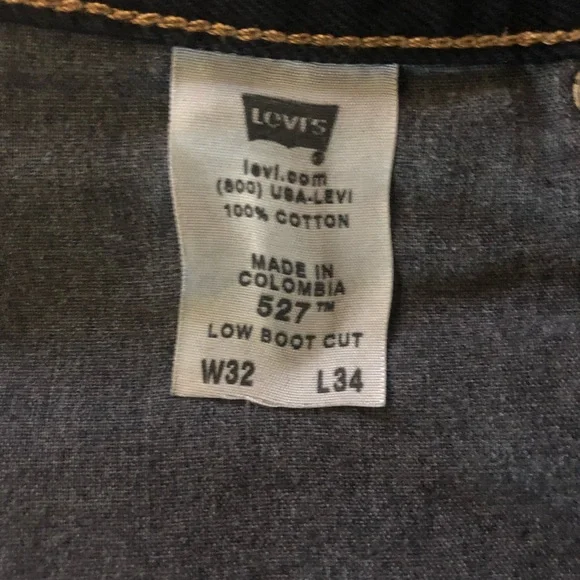 Levi's
levi.com
(800) USA-LEVI
100% COTTON
MADE IN
COLOMBIA
527™
LOW BOOT CUT
W32 L34